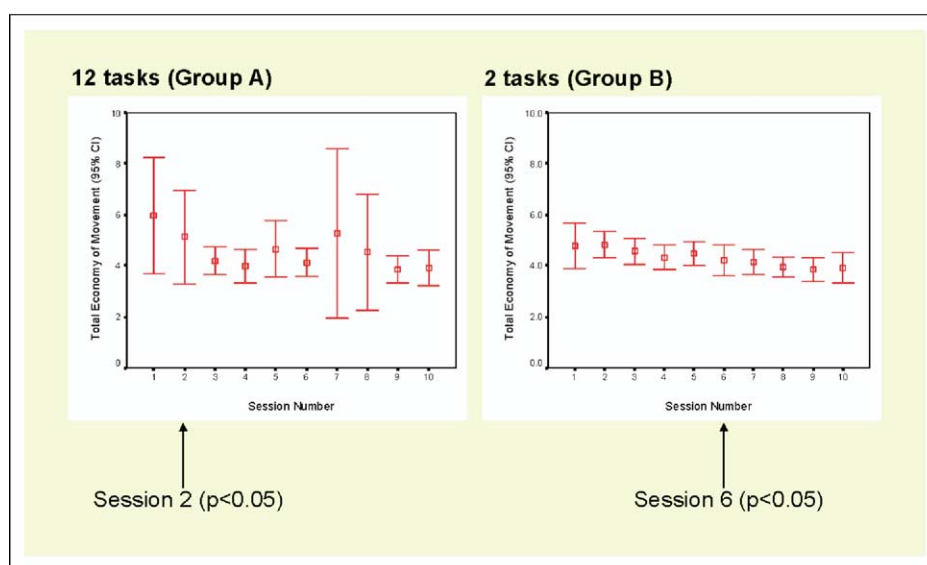 12 tasks (Group A)
Total Economy of Movement (95% CI)
10
8
6
4
2
0
1 2 3 4 5 6 7 8 9 10
Session Number
Session 2 (p<0.05)
2 tasks (Group B)
Total Economy of Movement (95% CI)
10.0
8.0
6.0
4.0
2.0
0.0
1 2 3 4 5 6 7 8 9 10
Session Number
Session 6 (p<0.05)